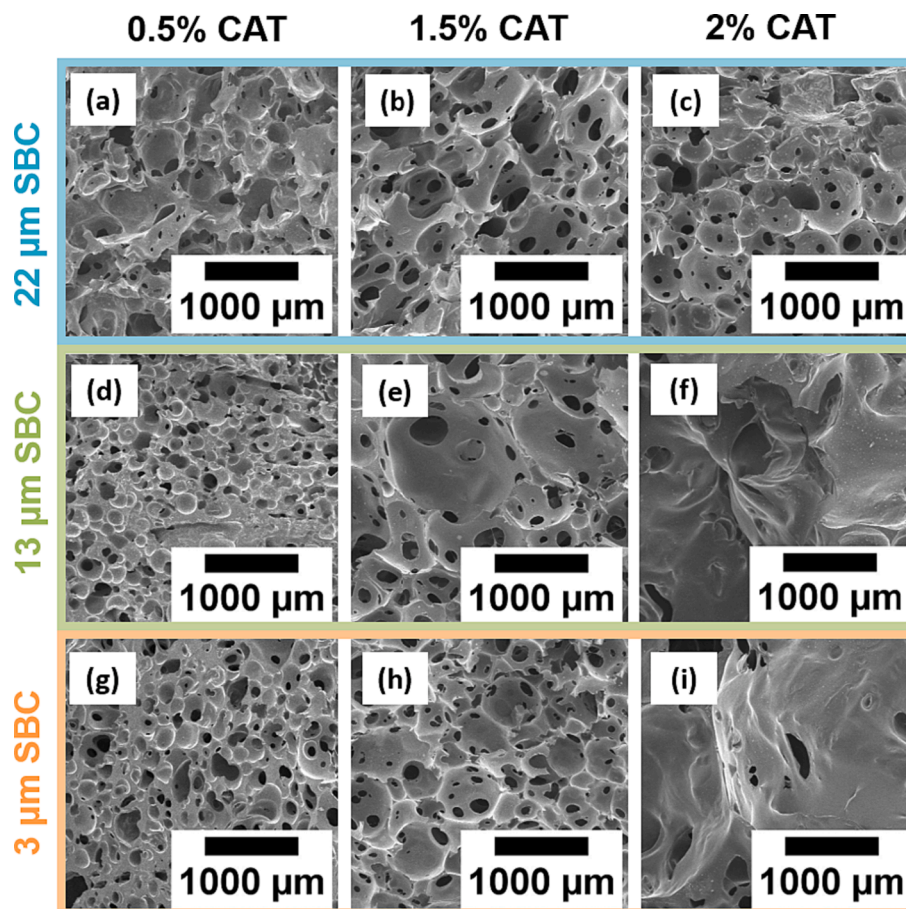 0.5% CAT 1.5% CAT 2% CAT
22 µm SBC
(a) (b) (c)
1000 µm 1000 µm 1000 µm
13 µm SBC
(d) (e) (f)
1000 µm 1000 µm 1000 µm
3 µm SBC
(g) (h) (i)
1000 µm 1000 µm 1000 µm